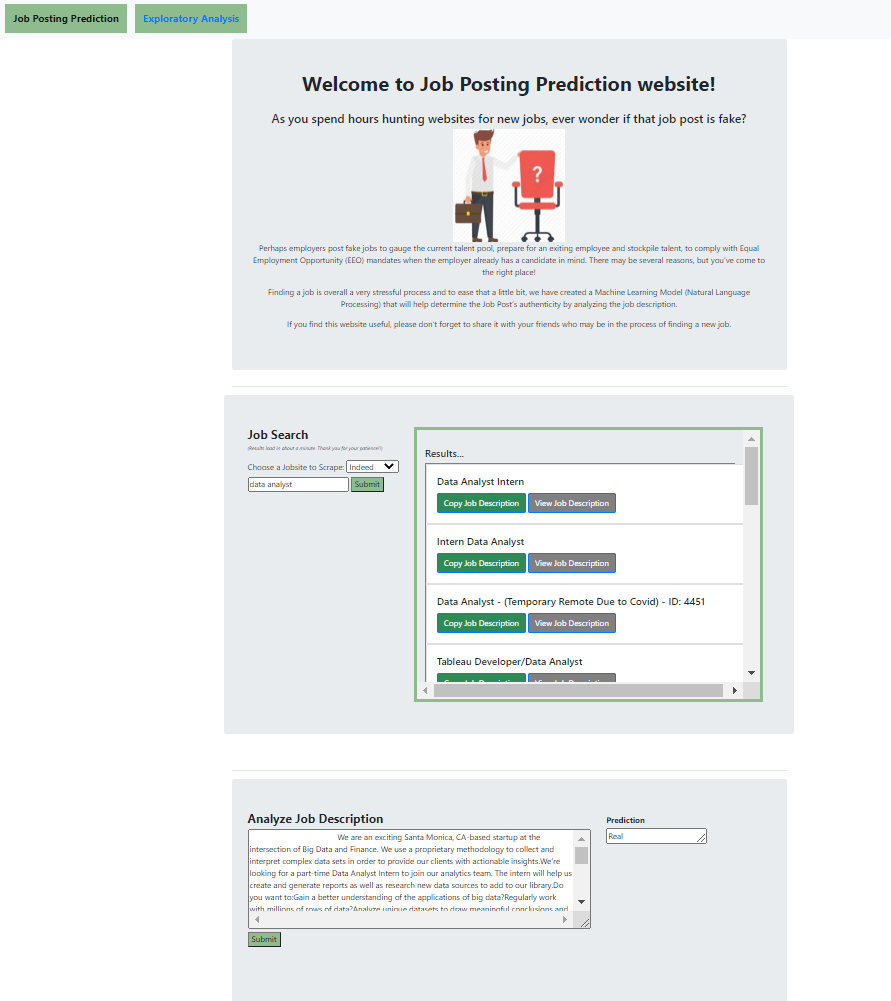 Job Posting Prediction
Exploratory Analysis
Welcome to Job Posting Prediction website!
As you spend hours hunting websites for new jobs, ever wonder if that job post is fake?
?
Perhaps employers post fake jobs to gauge the current talent pool, prepare for an exiting employee and stockpile talent, to comply with Equal
Employment Opportunity (EEO) mandates when the employer already has a candidate in mind. There may be several reasons, but you've come to
the right place!
Finding a job is overall a very stressful process and to ease that a little bit, we have created a Machine Learning Model (Natural Language
Processing) that will help determine the Job Post's authenticity by analyzing the job description.
If you find this website useful, please don't forget to share it with your friends who may be in the process of finding a new job.
Job Search
(Results load in about a minute. Thank you for your patience!!!)
Choose a Jobsite to Scrape: Indeed
data analyst Submit
Results...
Data Analyst Intern
Copy Job Description View Job Description
Intern Data Analyst
Copy Job Description View Job Description
Data Analyst - (Temporary Remote Due to Covid) - ID: 4451
Copy Job Description View Job Description
Tableau Developer/Data Analyst
Copy Job Description View Job Description
Analyze Job Description
We are an exciting Santa Monica, CA-based startup at the
intersection of Big Data and Finance. We use a proprietary methodology to collect and
interpret complex data sets in order to provide our clients with actionable insights.We're
looking for a part-time Data Analyst Intern to join our analytics team. The intern will help us
create and generate reports as well as research new data sources to add to our library.Do
you want to:Gain a better understanding of the applications of big data?Regularly work
with millions of rows of data?Analyze unique datasets to draw meaningful conclusions and
Submit
Prediction
Real